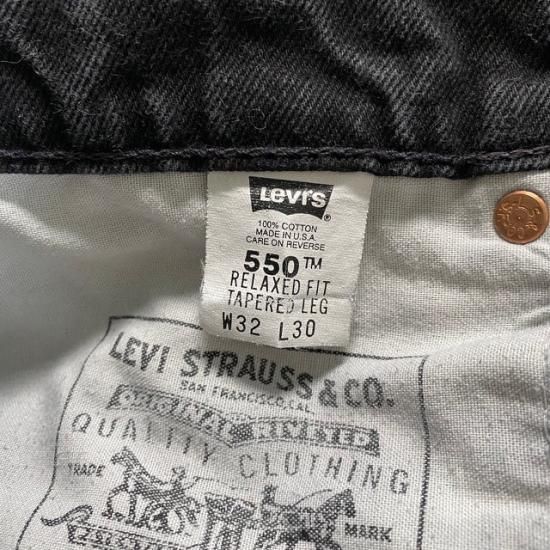 Levi's
®
100% COTTON
MADE IN U.S.A.
CARE ON REVERSE
550™
RELAXED FIT
TAPERED LEG
W32 L30
LEVI STRAUSS & CO.
SAN FRANCISCO, CAL.
ORIGINAL RIVETED
QUALITY CLOTHING
TRADE MARK